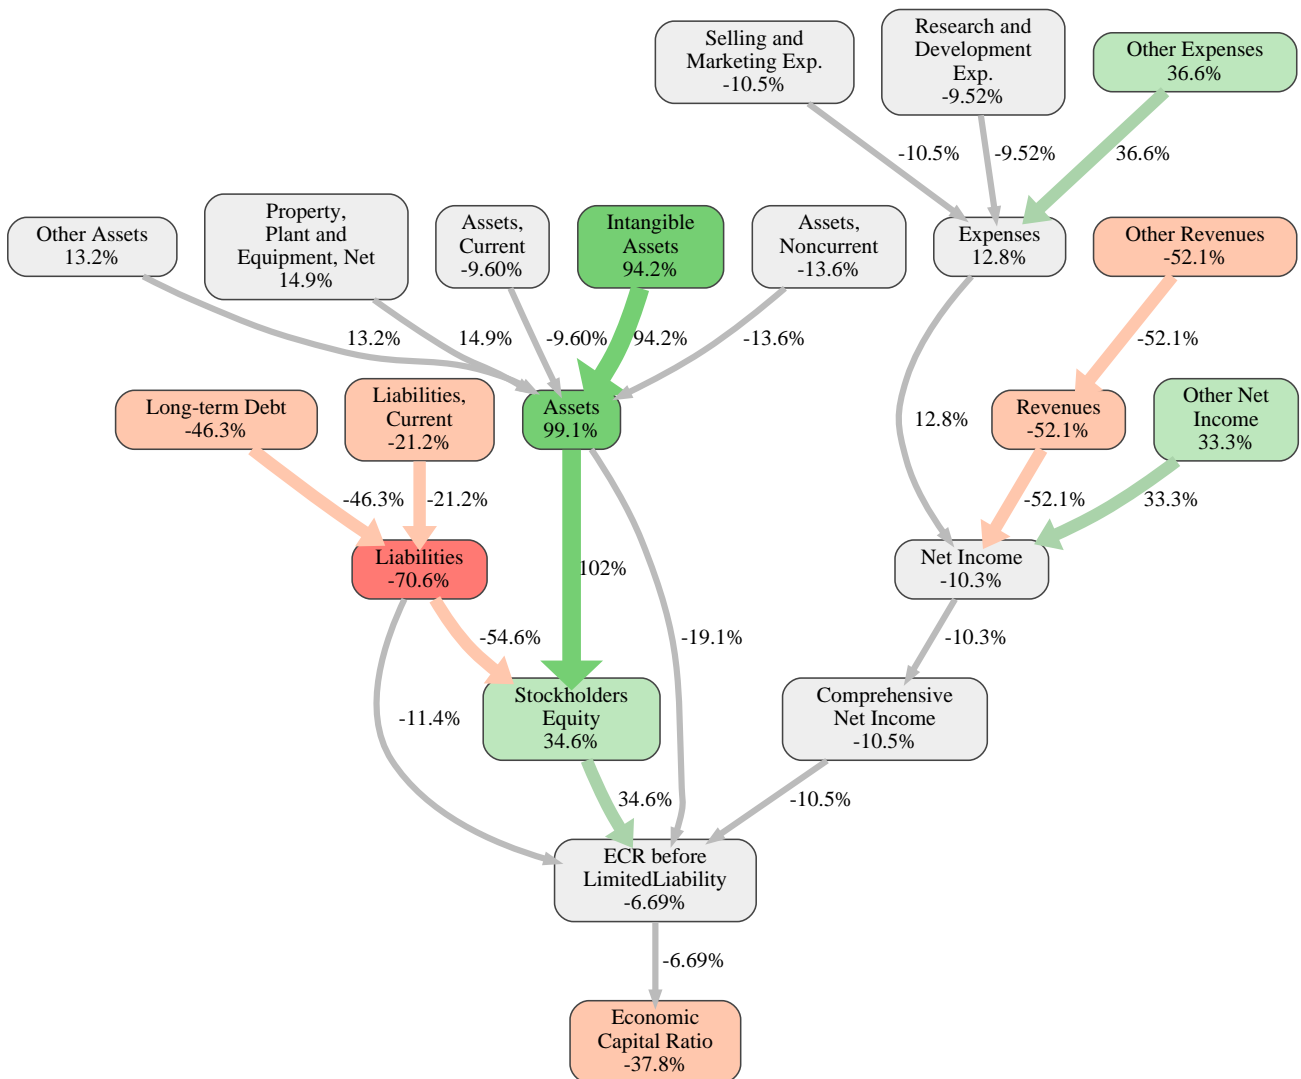 Selling and
Marketing Exp.
-10.5%
Research and
Development
Exp.
-9.52%
Other Expenses
36.6%
-10.5%
-9.52%
36.6%
Other Assets
13.2%
Property,
Plant and
Equipment, Net
14.9%
Assets,
Current
-9.60%
Intangible
Assets
94.2%
Assets,
Noncurrent
-13.6%
Expenses
12.8%
Other Revenues
-52.1%
13.2%
14.9%
-9.60%
94.2%
-13.6%
-52.1%
Long-term Debt
-46.3%
Liabilities,
Current
-21.2%
Assets
99.1%
12.8%
Revenues
-52.1%
Other Net
Income
33.3%
-46.3%
-21.2%
-52.1%
33.3%
Liabilities
-70.6%
102%
Net Income
-10.3%
-54.6%
-19.1%
-10.3%
-11.4%
Stockholders
Equity
34.6%
Comprehensive
Net Income
-10.5%
34.6%
-10.5%
ECR before
LimitedLiability
-6.69%
-6.69%
Economic
Capital Ratio
-37.8%